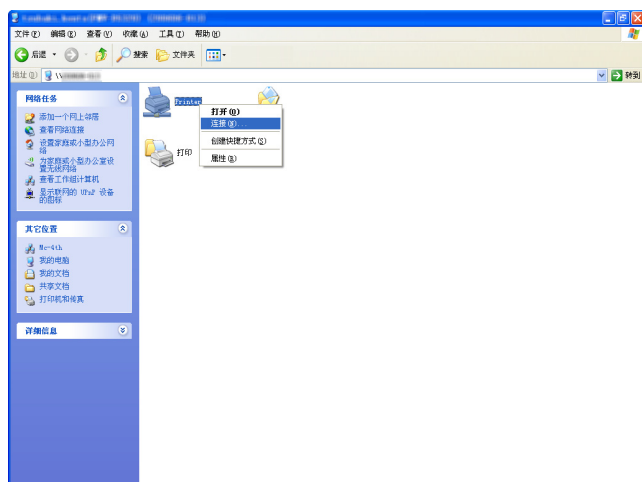 文件(F) 编辑(E) 查看(V) 收藏(A) 工具(T) 帮助(H)
后退 搜索 文件夹
地址(D) \\ 转到
网络任务
添加一个网上邻居
查看网络连接
设置家庭或小型办公网
络
为家庭或小型办公室设
置无线网络
查看工作组计算机
显示联网的 UPnP 设备
的图标
其它位置
Mc-4th
我的电脑
我的文档
共享文档
打印机和传真
详细信息
Printer
打开(O)
连接(N)...
创建快捷方式(S)
属性(R)
打印